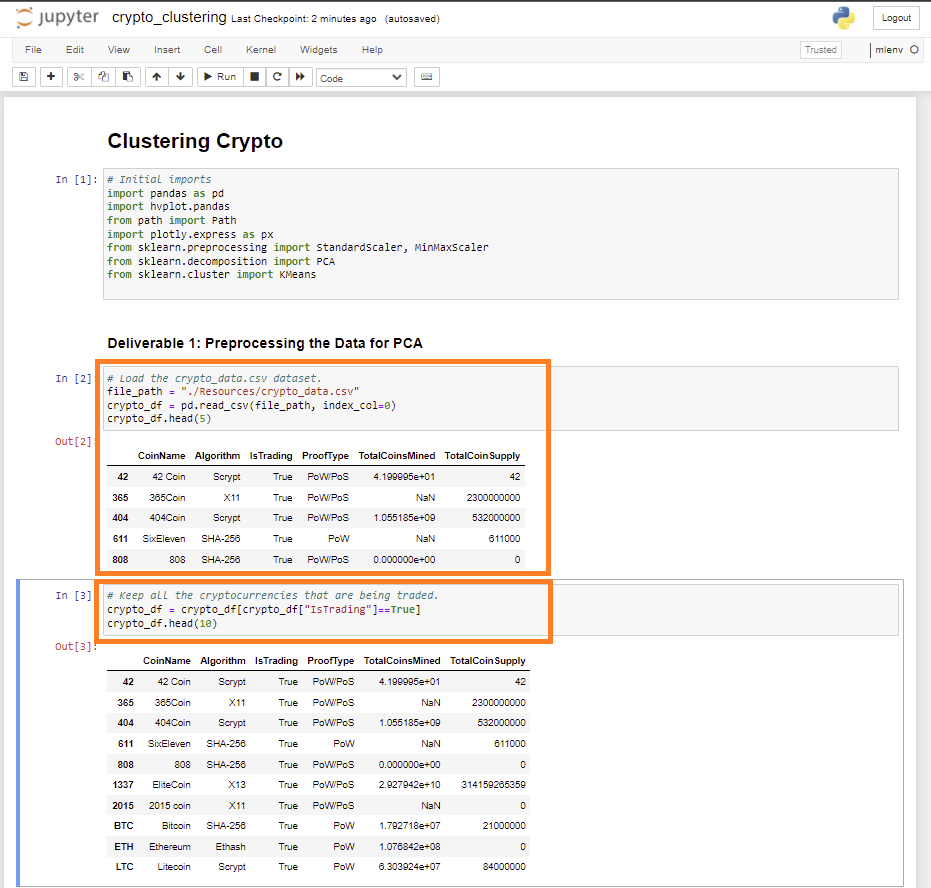 jupyter crypto_clustering Last Checkpoint: 2 minutes ago (autosaved) Logout
File Edit View Insert Cell Kernel Widgets Help Trusted mlenv
Run Code
Clustering Crypto
In [1]: # Initial imports
import pandas as pd
import hvplot.pandas
from path import Path
import plotly.express as px
from sklearn.preprocessing import StandardScaler, MinMaxScaler
from sklearn.decomposition import PCA
from sklearn.cluster import KMeans
Deliverable 1: Preprocessing the Data for PCA
In [2]: # Load the crypto_data.csv dataset.
file_path = "./Resources/crypto_data.csv"
crypto_df = pd.read_csv(file_path, index_col=0)
crypto_df.head(5)
Out[2]:
CoinName Algorithm IsTrading ProofType TotalCoinsMined TotalCoinSupply
42 42 Coin Scrypt True PoW/PoS 4.199995e+01 42
365 365Coin X11 True PoW/PoS NaN 2300000000
404 404Coin Scrypt True PoW/PoS 1.055185e+09 532000000
611 SixEleven SHA-256 True PoW NaN 611000
808 808 SHA-256 True PoW/PoS 0.000000e+00 0
In [3]: # Keep all the cryptocurrencies that are being traded.
crypto_df = crypto_df[crypto_df["IsTrading"]==True]
crypto_df.head(10)
Out[3]:
CoinName Algorithm IsTrading ProofType TotalCoinsMined TotalCoinSupply
42 42 Coin Scrypt True PoW/PoS 4.199995e+01 42
365 365Coin X11 True PoW/PoS NaN 2300000000
404 404Coin Scrypt True PoW/PoS 1.055185e+09 532000000
611 SixEleven SHA-256 True PoW NaN 611000
808 808 SHA-256 True PoW/PoS 0.000000e+00 0
1337 EliteCoin X13 True PoW/PoS 2.927942e+10 314159265359
2015 2015 coin X11 True PoW/PoS NaN 0
BTC Bitcoin SHA-256 True PoW 1.792718e+07 21000000
ETH Ethereum Ethash True PoW 1.076842e+08 0
LTC Litecoin Scrypt True PoW 6.303924e+07 84000000